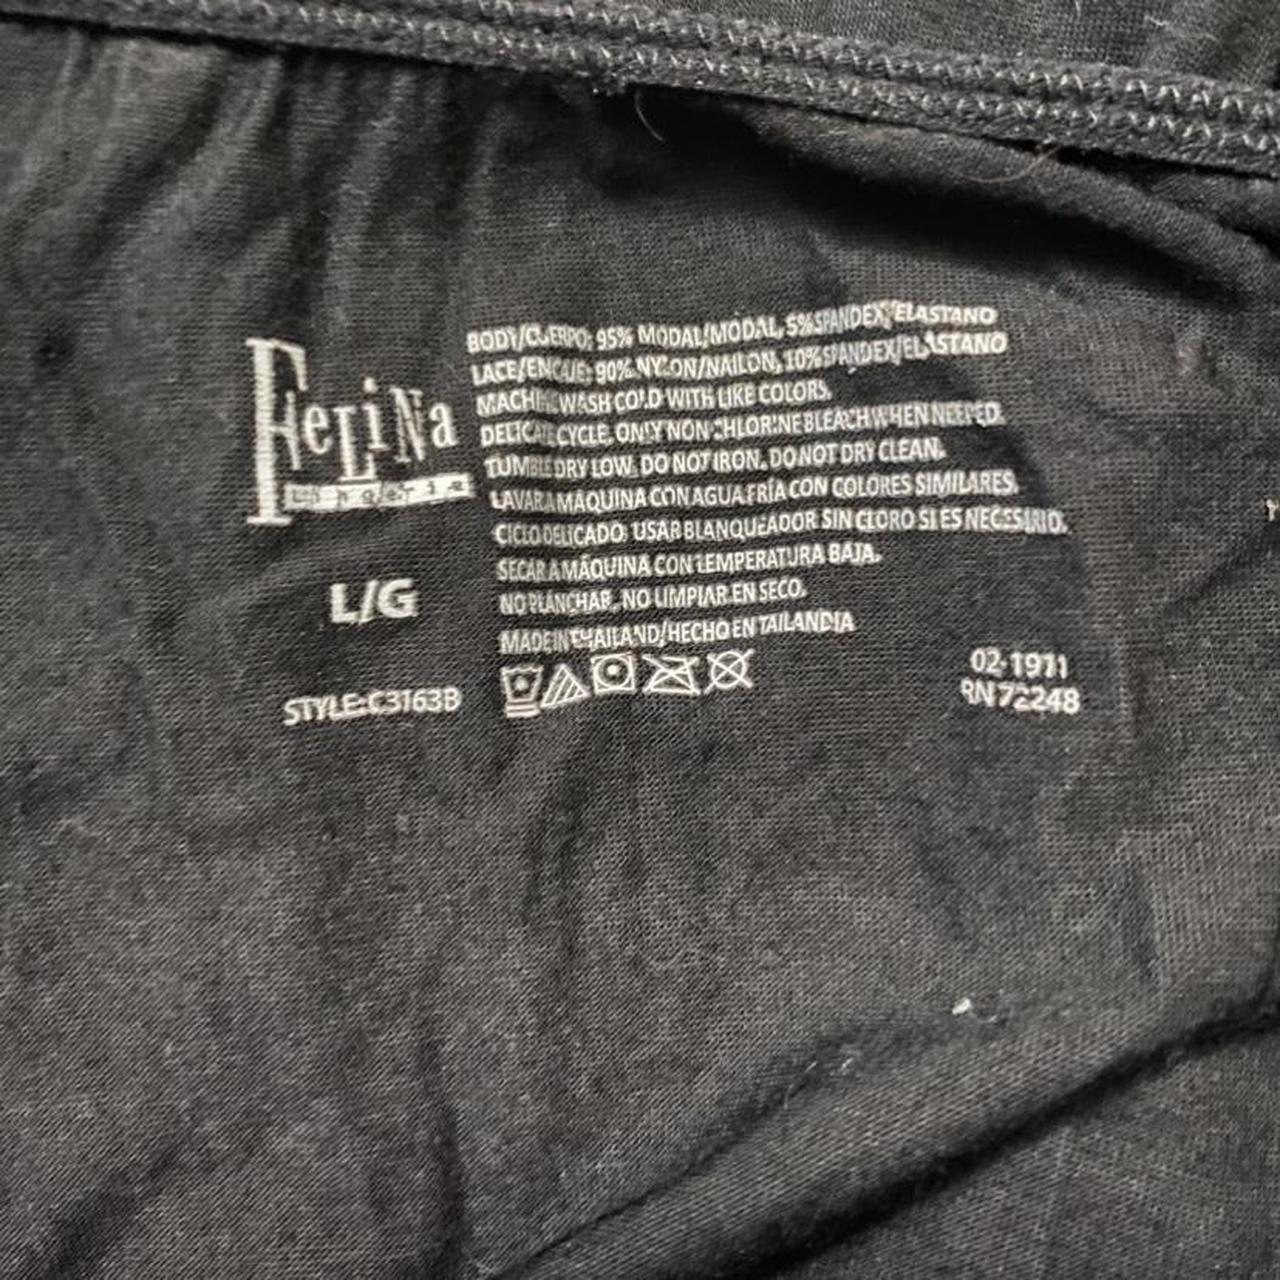 FeLiNa
Lingerie
L/G
STYLE:C3163B
BODY/CUERPO: 95% MODAL/MODAL, 5%SPANDEX/ELASTANO
LACE/ENCAJE: 90% NYLON/NAILON, 10%SPANDEX/ELASTANO
MACHINE WASH COLD WITH LIKE COLORS.
DELICATE CYCLE. ONLY NON CHLORINE BLEACH WHEN NEEDED.
TUMBLE DRY LOW. DO NOT IRON. DO NOT DRY CLEAN.
LAVAR A MÁQUINA CON AGUA FRÍA CON COLORES SIMILARES.
CICLO DELICADO. USAR BLANQUEADOR SIN CLORO SI ES NECESARIO.
SECAR A MÁQUINA CON TEMPERATURA BAJA.
NO PLANCHAR. NO LIMPIAR EN SECO.
MADE IN THAILAND/HECHO EN TAILANDIA
02-1911
RN 72248